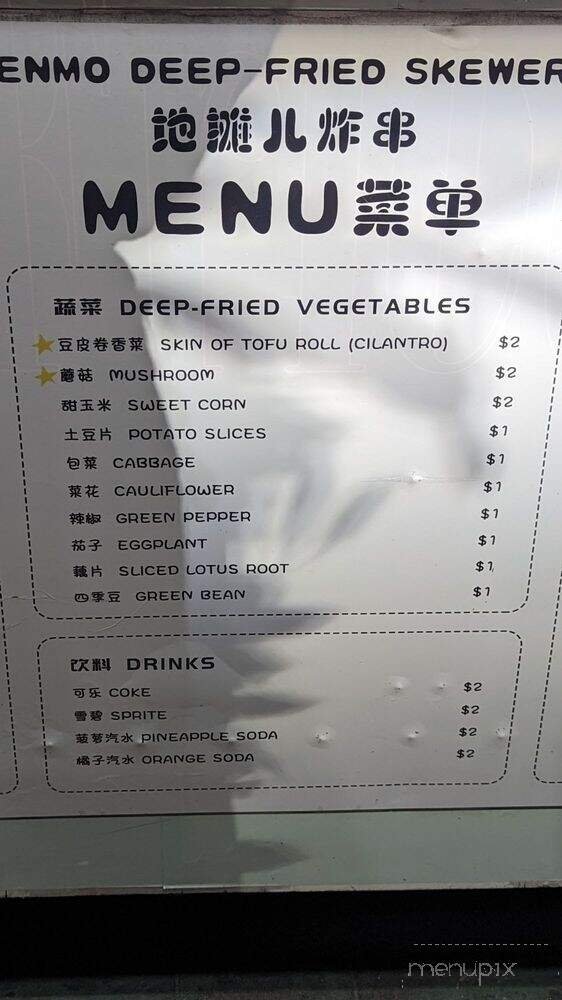 ENMO DEEP-FRIED SKEWER
地摊儿炸串
MENU菜单
蔬菜 DEEP-FRIED VEGETABLES
豆皮卷香菜 SKIN OF TOFU ROLL (CILANTRO) $2
蘑菇 MUSHROOM $2
甜玉米 SWEET CORN $2
土豆片 POTATO SLICES $1
包菜 CABBAGE $1
菜花 CAULIFLOWER $1
辣椒 GREEN PEPPER $1
茄子 EGGPLANT $1
藕片 SLICED LOTUS ROOT $1
四季豆 GREEN BEAN $1
饮料 DRINKS
可乐 COKE $2
雪碧 SPRITE $2
菠萝汽水 PINEAPPLE SODA $2
橘子汽水 ORANGE SODA $2
menupix